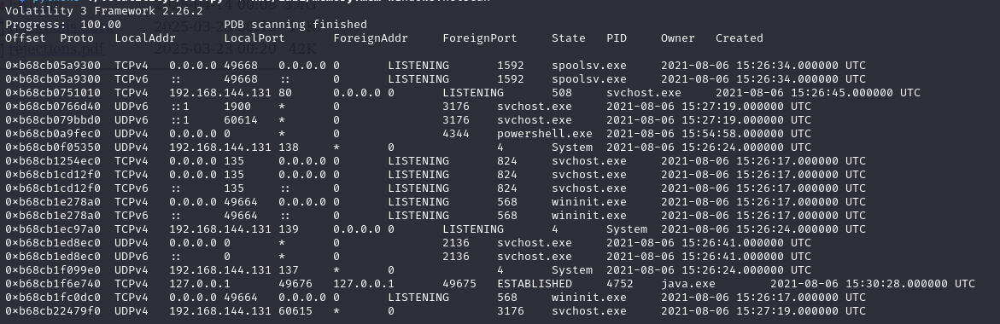 Volatility 3 Framework 2.26.2
Progress:  100.00               PDB scanning finished
Offset  Proto   LocalAddr       LocalPort       ForeignAddr     ForeignPort     State   PID     Owner   Created
0×b68cb05a9300  TCPv4   0.0.0.0 49668   0.0.0.0 0       LISTENING       1592    spoolsv.exe     2021-08-06 15:26:34.000000 UTC
0×b68cb05a9300  TCPv6   ::      49668   ::      0       LISTENING       1592    spoolsv.exe     2021-08-06 15:26:34.000000 UTC
0×b68cb0751010  TCPv4   192.168.144.131 80      0.0.0.0 0       LISTENING       508     svchost.exe     2021-08-06 15:26:45.000000 UTC
0×b68cb0766d40  UDPv6   ::1     1900    *       0               3176    svchost.exe     2021-08-06 15:27:19.000000 UTC
0×b68cb079bbd0  UDPv6   ::1     60614   *       0               3176    svchost.exe     2021-08-06 15:27:19.000000 UTC
0×b68cb0a9fec0  UDPv4   0.0.0.0 0       *       0               4344    powershell.exe  2021-08-06 15:54:58.000000 UTC
0×b68cb0f05350  UDPv4   192.168.144.131 138     *       0               4       System  2021-08-06 15:26:24.000000 UTC
0×b68cb1254ec0  TCPv4   0.0.0.0 135     0.0.0.0 0       LISTENING       824     svchost.exe     2021-08-06 15:26:17.000000 UTC
0×b68cb1cd12f0  TCPv4   0.0.0.0 135     0.0.0.0 0       LISTENING       824     svchost.exe     2021-08-06 15:26:17.000000 UTC
0×b68cb1cd12f0  TCPv6   ::      135     ::      0       LISTENING       824     svchost.exe     2021-08-06 15:26:17.000000 UTC
0×b68cb1e278a0  TCPv4   0.0.0.0 49664   0.0.0.0 0       LISTENING       568     wininit.exe     2021-08-06 15:26:17.000000 UTC
0×b68cb1e278a0  TCPv6   ::      49664   ::      0       LISTENING       568     wininit.exe     2021-08-06 15:26:17.000000 UTC
0×b68cb1ec97a0  TCPv4   192.168.144.131 139     0.0.0.0 0       LISTENING       4       System  2021-08-06 15:26:24.000000 UTC
0×b68cb1ed8ec0  UDPv4   0.0.0.0 0       *       0               2136    svchost.exe     2021-08-06 15:26:41.000000 UTC
0×b68cb1ed8ec0  UDPv6   ::      0       *       0               2136    svchost.exe     2021-08-06 15:26:41.000000 UTC
0×b68cb1f099e0  UDPv4   192.168.144.131 137     *       0               4       System  2021-08-06 15:26:24.000000 UTC
0×b68cb1f6e740  TCPv4   127.0.0.1       49676   127.0.0.1       49675   ESTABLISHED     4752    java.exe        2021-08-06 15:30:28.000000 UTC
0×b68cb1fc0dc0  TCPv4   0.0.0.0 49664   0.0.0.0 0       LISTENING       568     wininit.exe     2021-08-06 15:26:17.000000 UTC
0×b68cb22479f0  UDPv4   192.168.144.131 60615   *       0               3176    svchost.exe     2021-08-06 15:27:19.000000 UTC